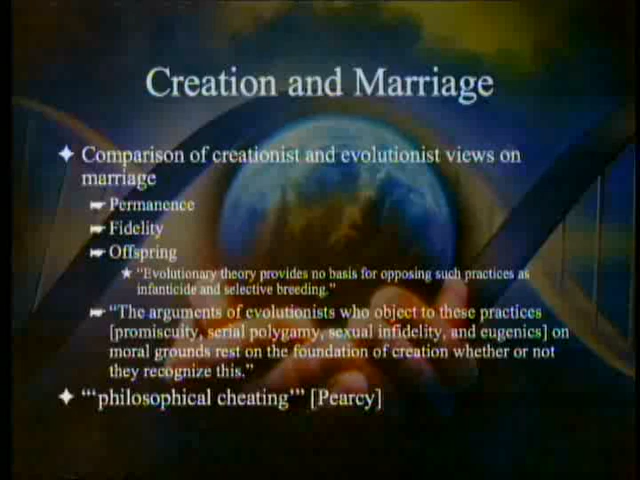 Creation and Marriage
Comparison of creationist and evolutionist views on
marriage
Permanence
Fidelity
Offspring
“Evolutionary theory provides no basis for opposing such practices as
infanticide and selective breeding.”
“The arguments of evolutionists who object to these practices
[promiscuity, serial polygamy, sexual infidelity, and eugenics] on
moral grounds rest on the foundation of creation whether or not
they recognize this.”
“‘philosophical cheating’” [Pearcy]